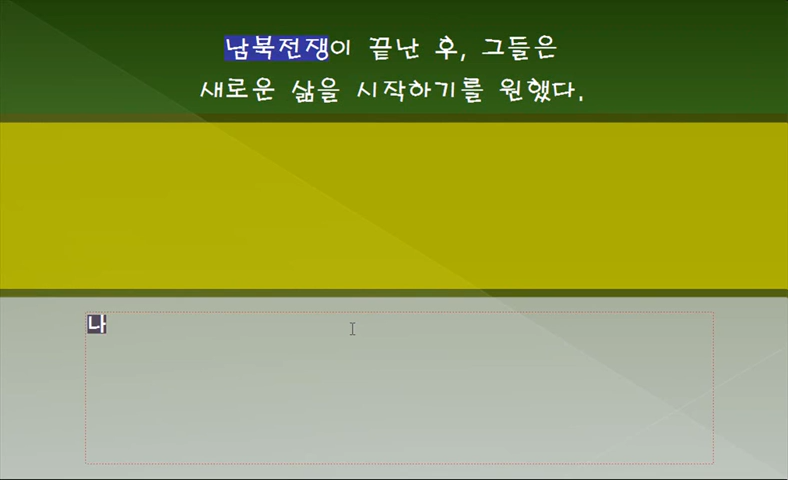 남북전쟁이 끝난 후, 그들은
새로운 삶을 시작하기를 원했다.
나